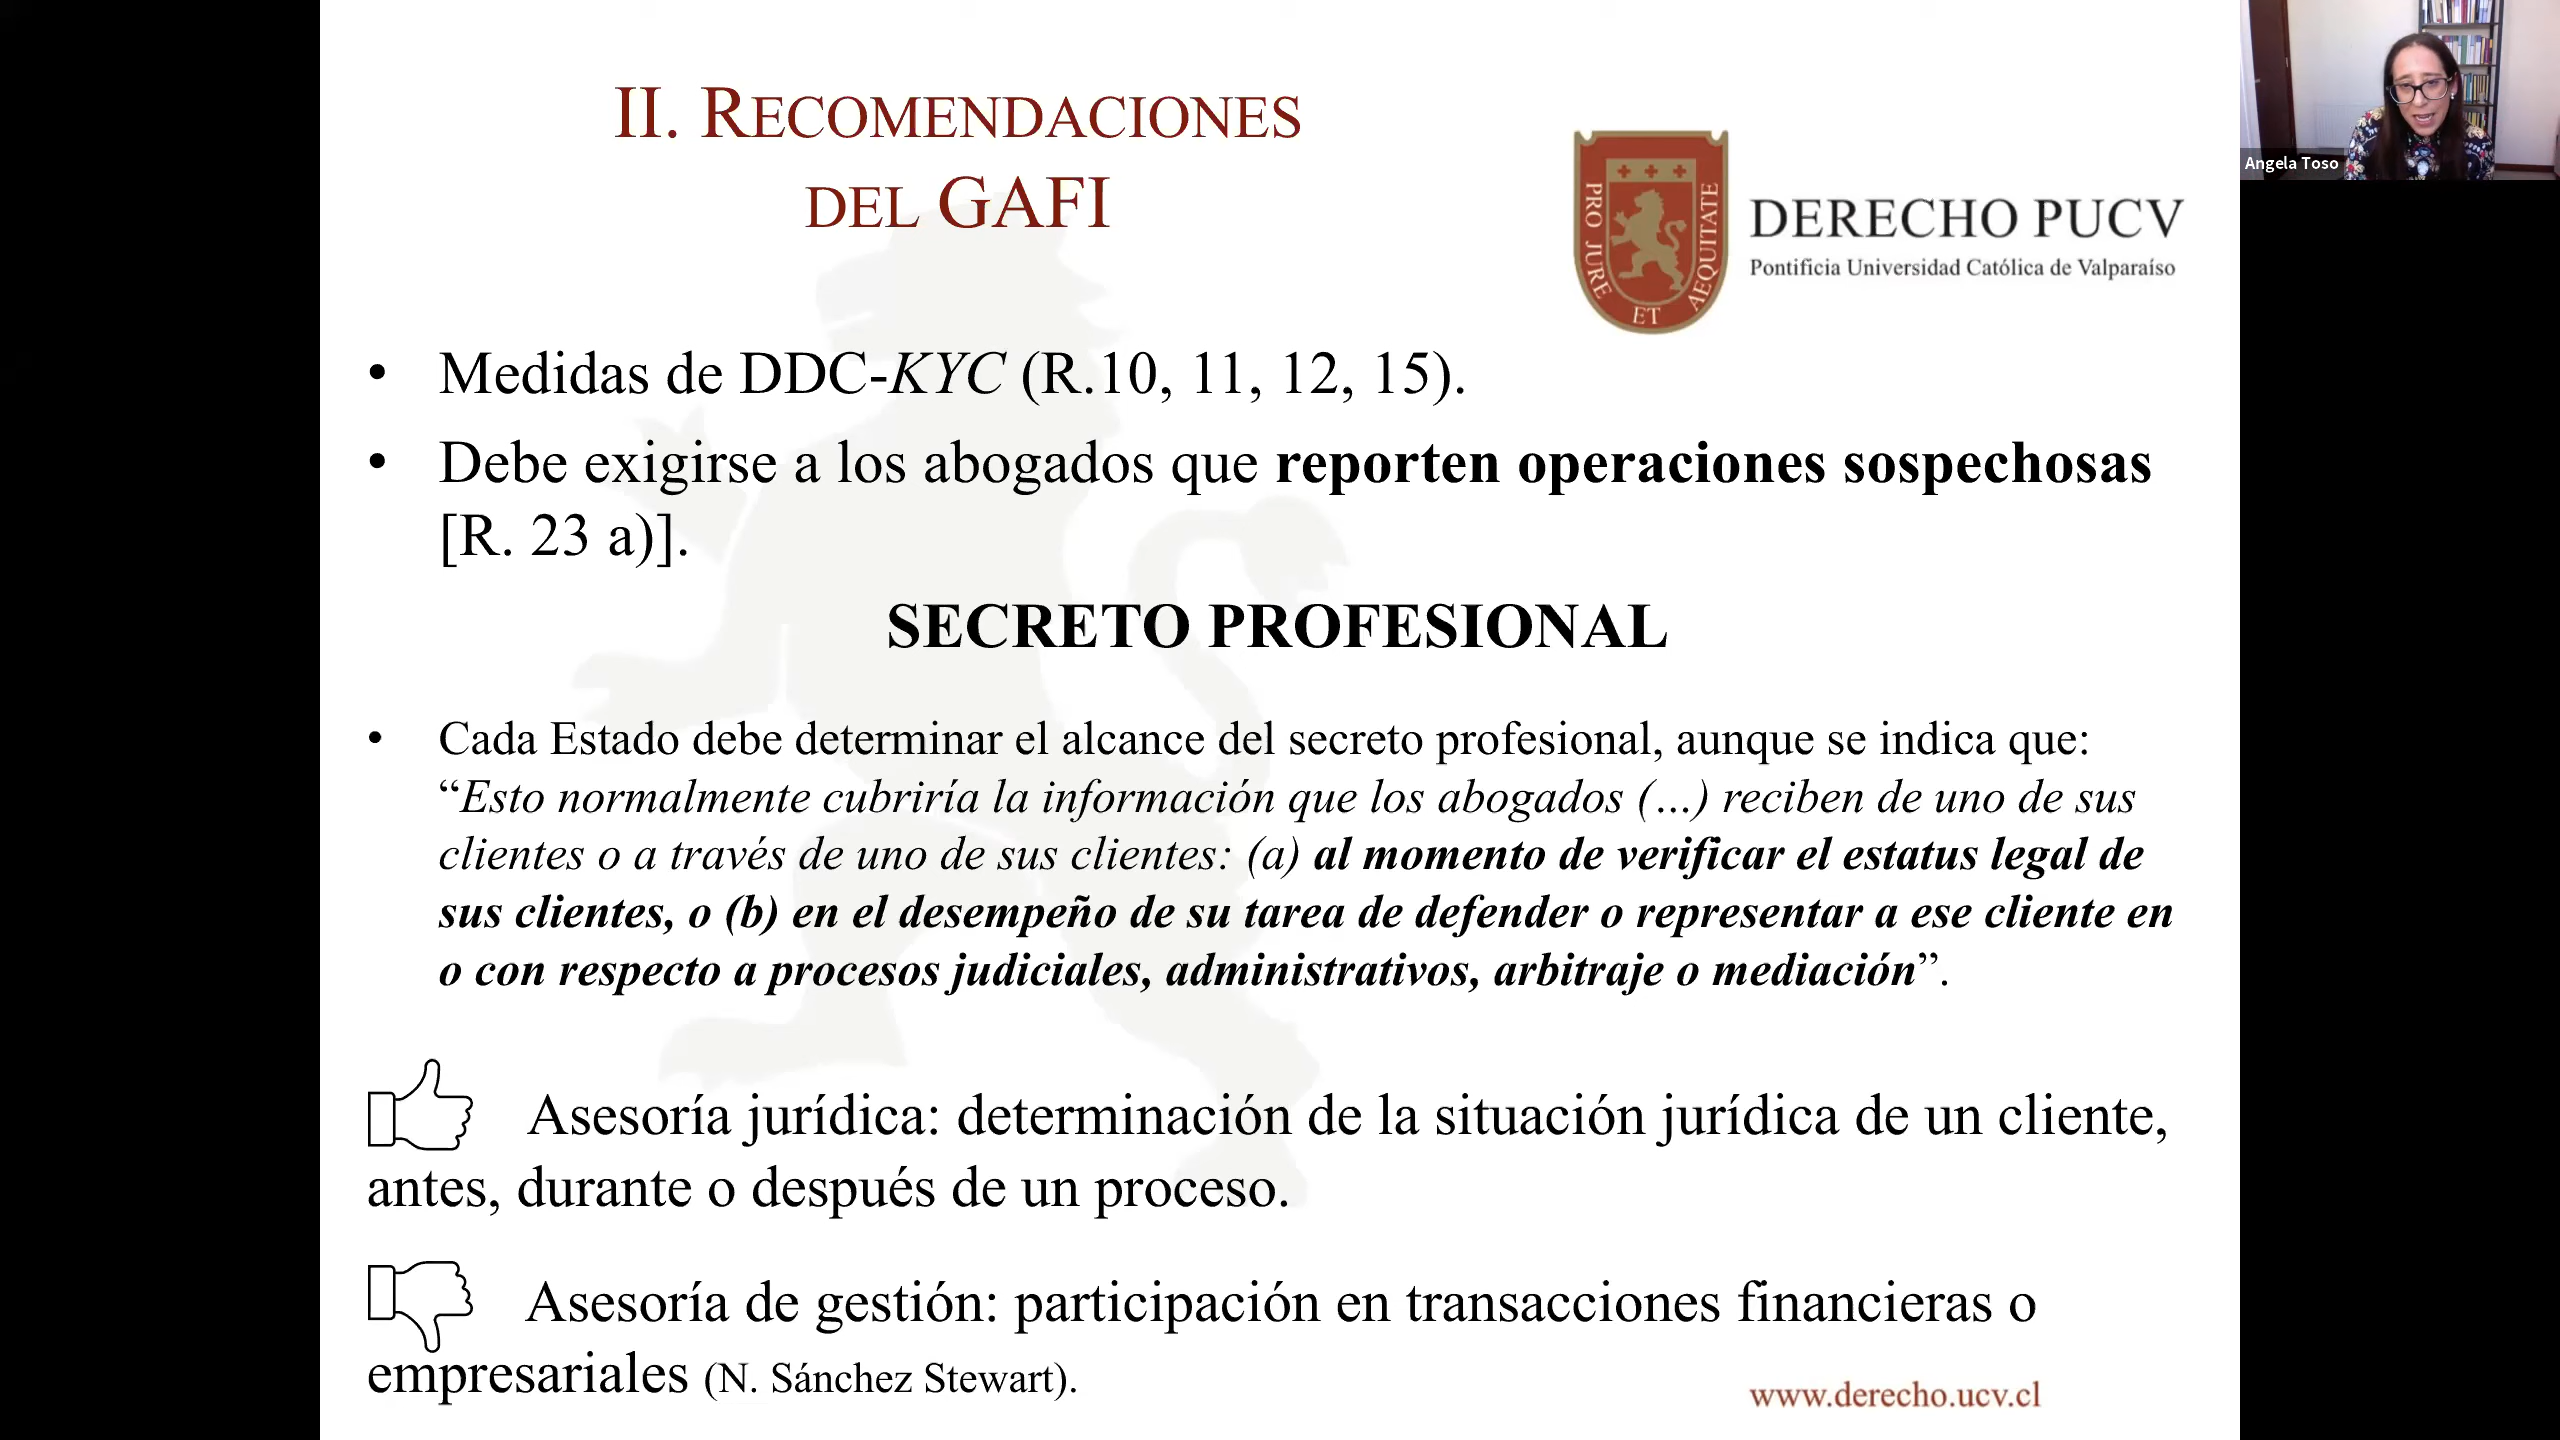 II. RECOMENDACIONES
DEL GAFI
PRO JURE ET AEQUITATE
DERECHO PUCV
Pontificia Universidad Católica de Valparaíso
Angela Toso
• Medidas de DDC-KYC (R.10, 11, 12, 15).
• Debe exigirse a los abogados que reporten operaciones sospechosas
[R. 23 a)].
SECRETO PROFESIONAL
• Cada Estado debe determinar el alcance del secreto profesional, aunque se indica que:
“Esto normalmente cubriría la información que los abogados (…) reciben de uno de sus
clientes o a través de uno de sus clientes: (a) al momento de verificar el estatus legal de
sus clientes, o (b) en el desempeño de su tarea de defender o representar a ese cliente en
o con respecto a procesos judiciales, administrativos, arbitraje o mediación”.
Asesoría jurídica: determinación de la situación jurídica de un cliente,
antes, durante o después de un proceso.
Asesoría de gestión: participación en transacciones financieras o
empresariales (N. Sánchez Stewart).
www.derecho.ucv.cl